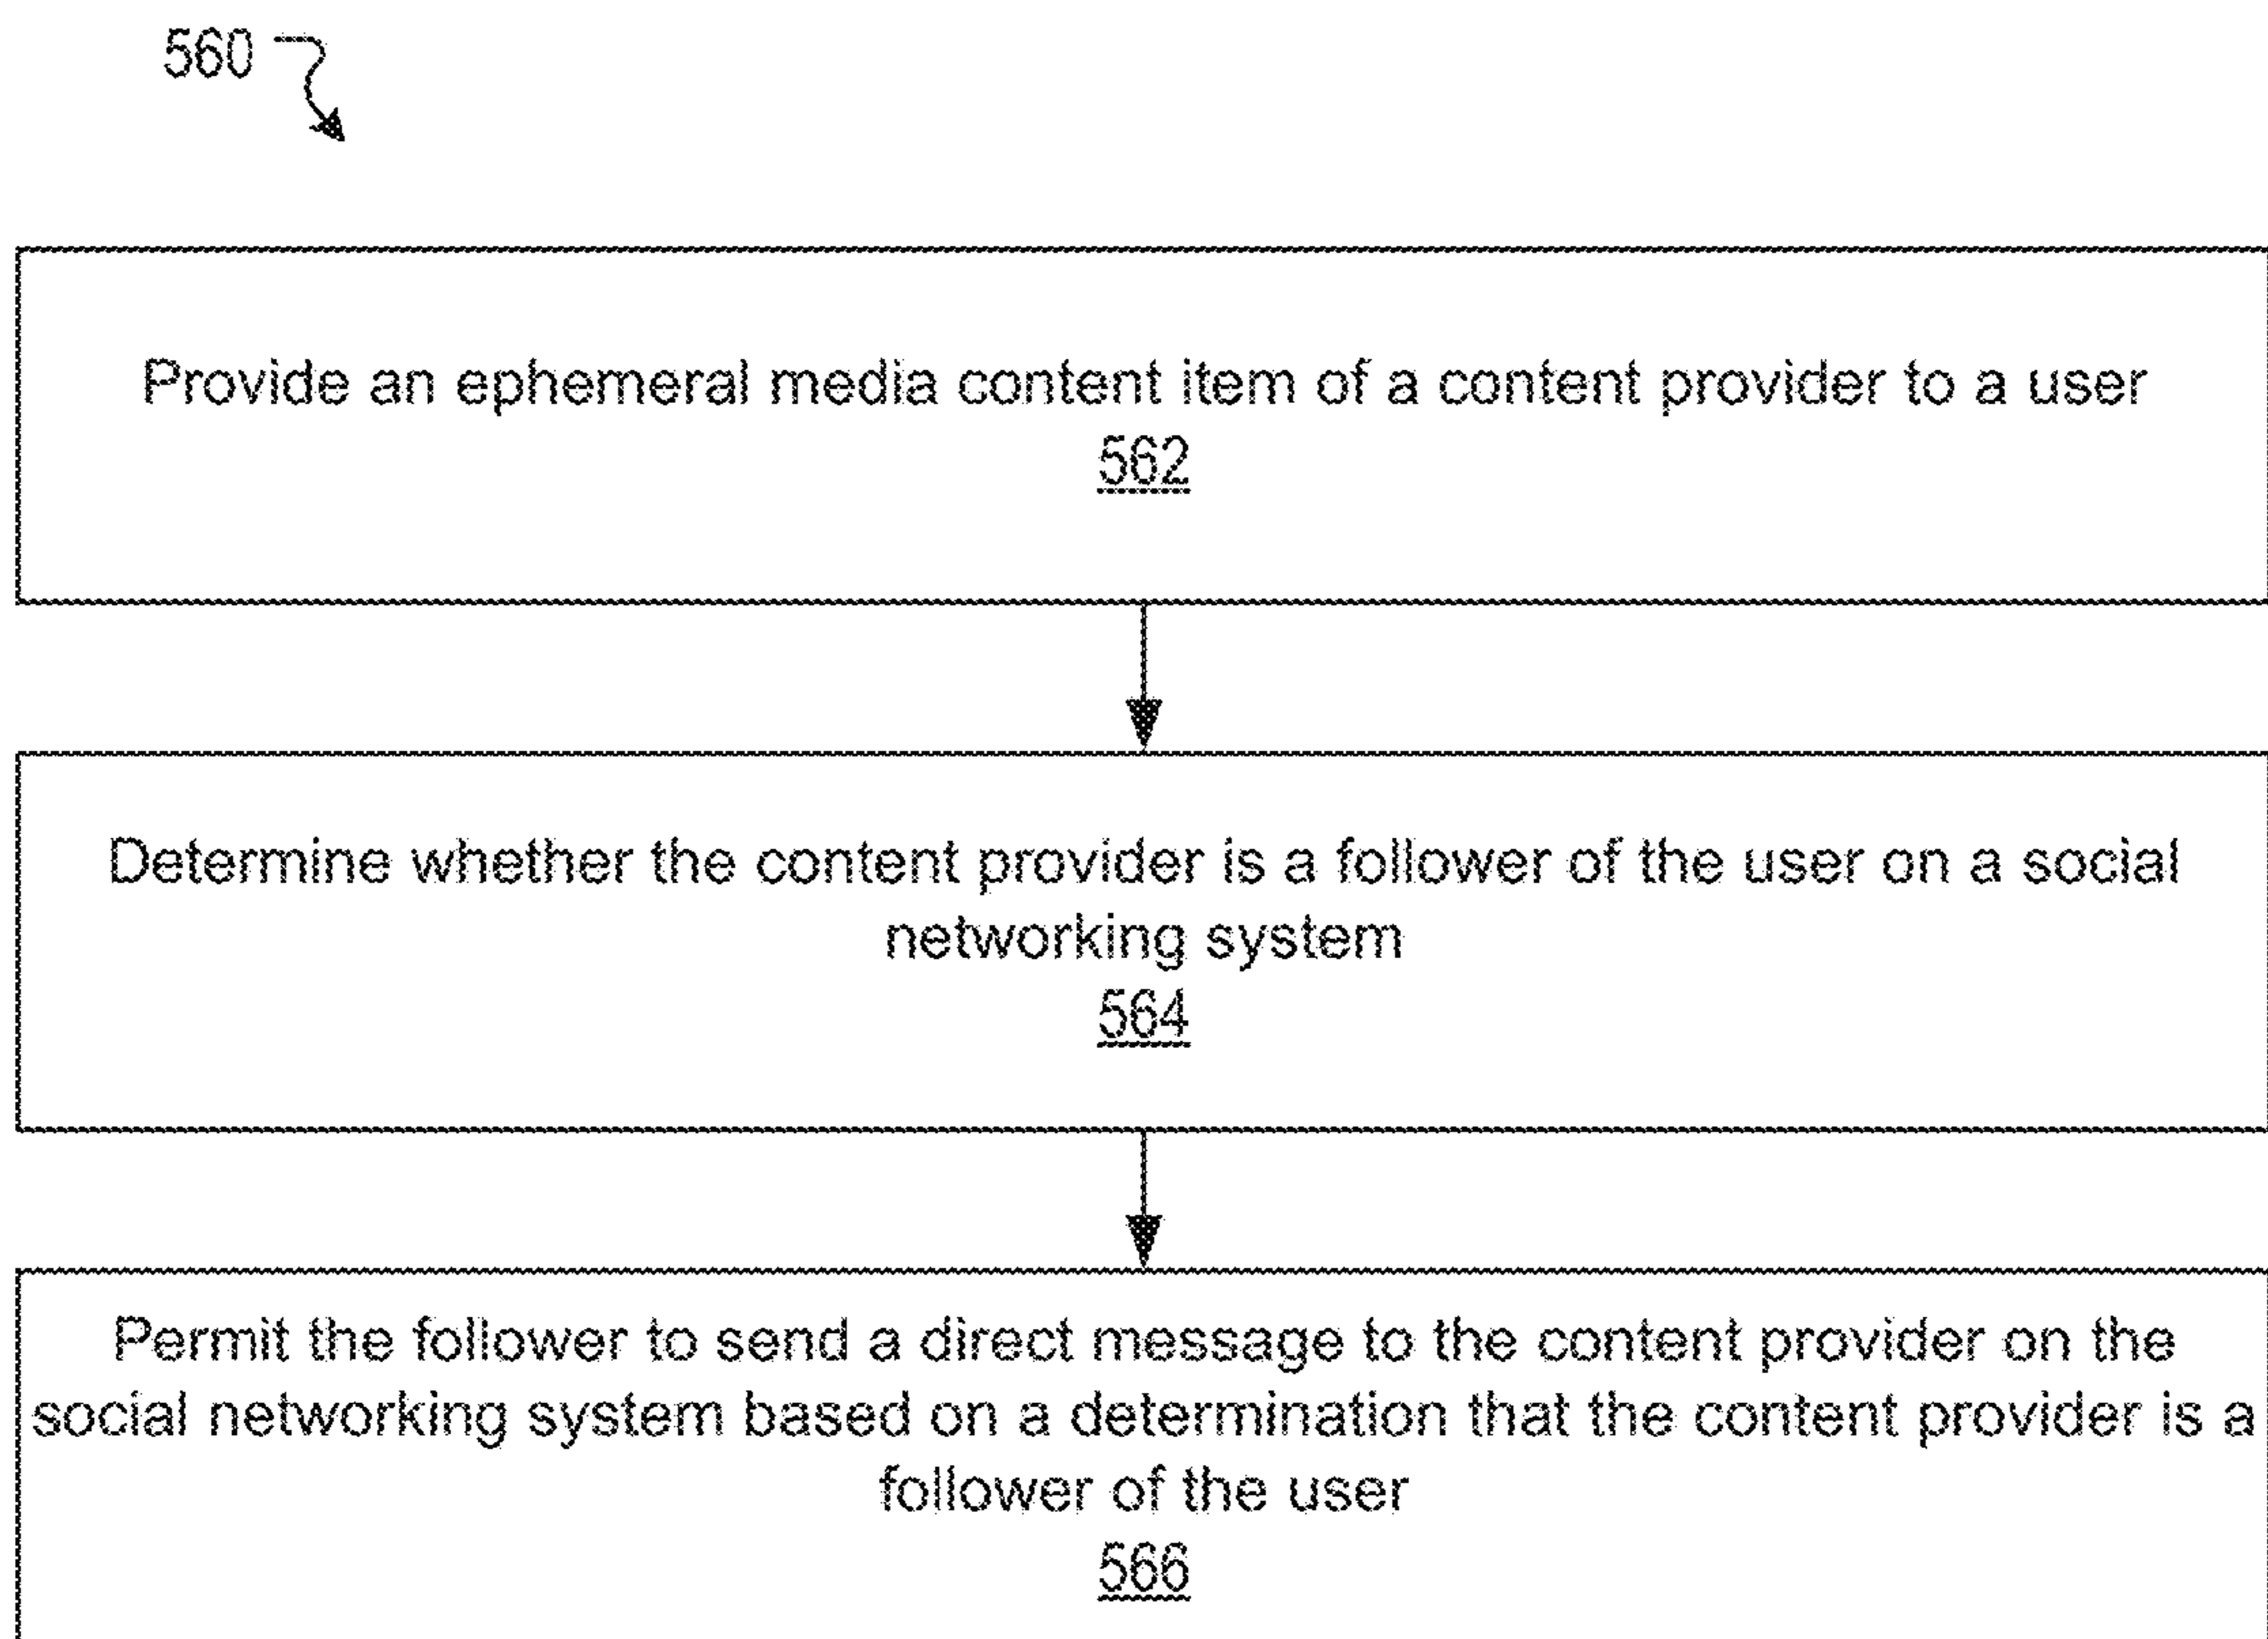 560
Provide an ephemeral media content item of a content provider to a user
562
Determine whether the content provider is a follower of the user on a social
networking system
564
Permit the follower to send a direct message to the content provider on the
social networking system based on a determination that the content provider is a
follower of the user
566